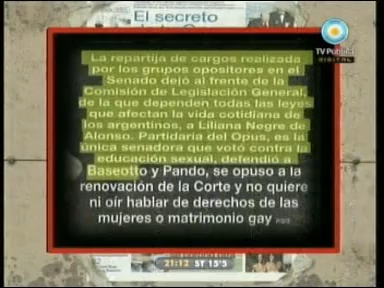 El secreto
TV Pública
DIGITAL
La repartija de cargos realizada
por los grupos opositores en el
Senado dejó al frente de la
Comisión de Legislación General,
de la que dependen todas las leyes
que afectan la vida cotidiana de
los argentinos, a Liliana Negre de
Alonso. Partidaria del Opus, es la
única senadora que votó contra la
educación sexual, defendió a
Baseotto y Pando, se opuso a la
renovación de la Corte y no quiere
ni oír hablar de derechos de las
mujeres o matrimonio gay
21:12 ST 15°5